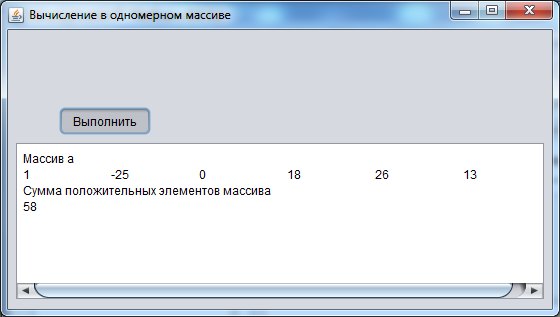 Вычисление в одномерном массиве
Выполнить
Массив a
1 -25 0 18 26 13
Сумма положительных элементов массива
58